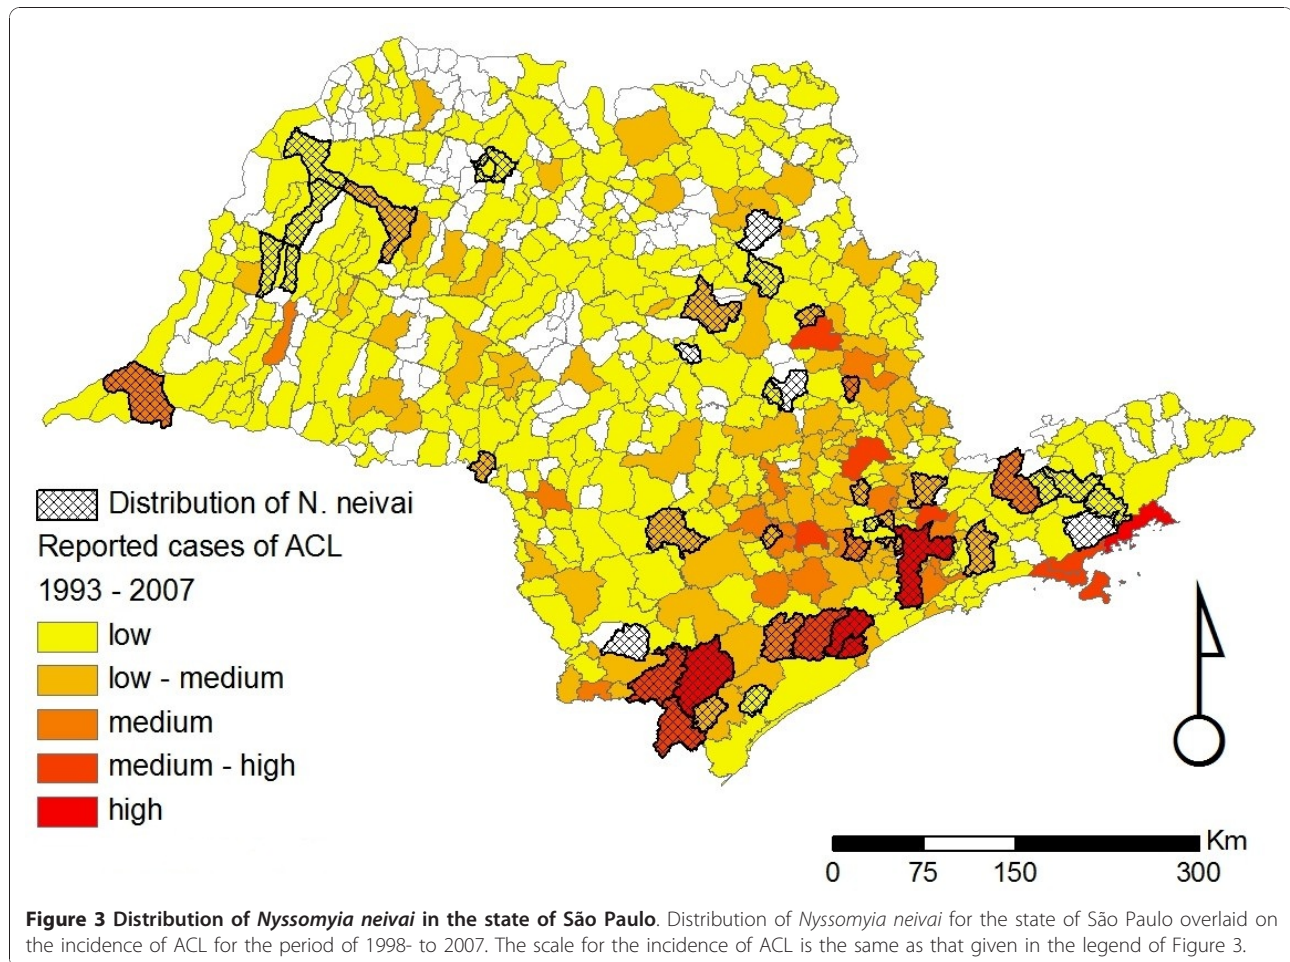 Distribution of N. neivai
Reported cases of ACL
1993 - 2007
low
low - medium
medium
medium - high
high
Km
0 75 150 300
Figure 3 Distribution of Nyssomyia neivai in the state of São Paulo. Distribution of Nyssomyia neivai for the state of São Paulo overlaid on
the incidence of ACL for the period of 1998- to 2007. The scale for the incidence of ACL is the same as that given in the legend of Figure 3.